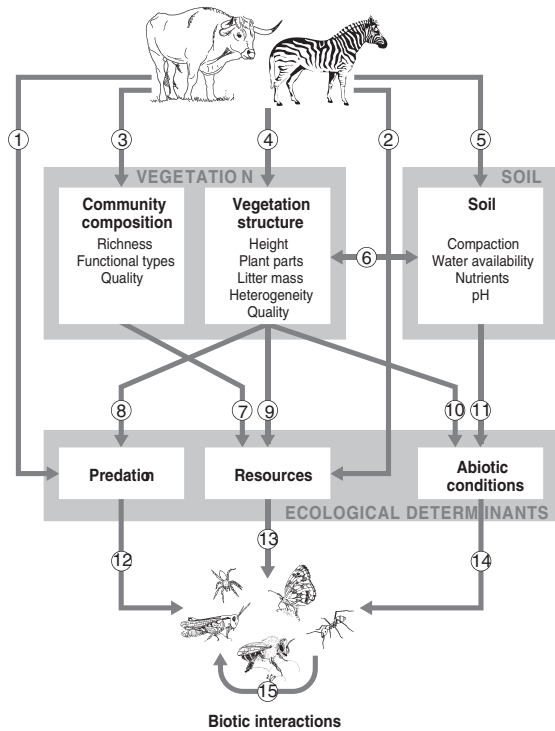 1
3
4
2
5
VEGETATION
SOIL
Community
composition
Richness
Functional types
Quality
Vegetation
structure
Height
Plant parts
Litter mass
Heterogeneity
Quality
6
Soil
Compaction
Water availability
Nutrients
pH
8
7
9
10
11
Predation
Resources
Abiotic
conditions
ECOLOGICAL DETERMINANTS
12
13
14
15
Biotic interactions